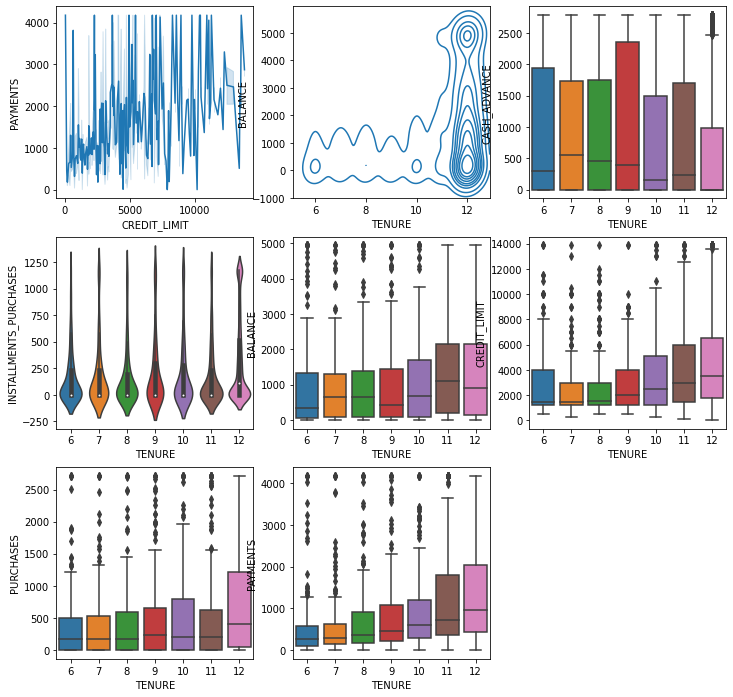 4000
3000
2000
1000
0
PAYMENTS
0 5000 10000
CREDIT_LIMIT
6000
5000
4000
3000
2000
1000
0
−1000
BALANCE
6 8 10 12
TENURE
2500
2000
1500
1000
500
0
CASH_ADVANCE
6 7 8 9 10 11 12
TENURE
1250
1000
750
500
250
0
−250
INSTALLMENTS_PURCHASES
6 7 8 9 10 11 12
TENURE
5000
4000
3000
2000
1000
0
BALANCE
6 7 8 9 10 11 12
TENURE
14000
12000
10000
8000
6000
4000
2000
0
CREDIT_LIMIT
6 7 8 9 10 11 12
TENURE
2500
2000
1500
1000
500
0
PURCHASES
6 7 8 9 10 11 12
TENURE
4000
3000
2000
1000
0
PAYMENTS
6 7 8 9 10 11 12
TENURE